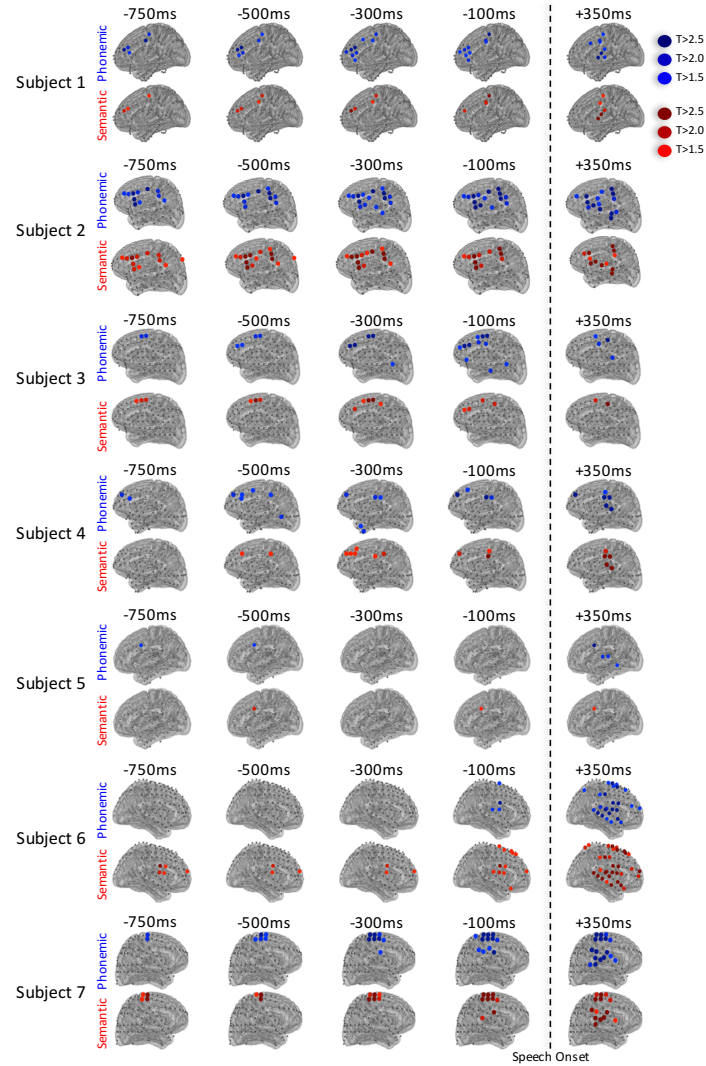 -750ms -500ms -300ms -100ms +350ms
Subject 1
Phonemic
Semantic
T>2.5
T>2.0
T>1.5
T>2.5
T>2.0
T>1.5
-750ms -500ms -300ms -100ms +350ms
Subject 2
Phonemic
Semantic
-750ms -500ms -300ms -100ms +350ms
Subject 3
Phonemic
Semantic
-750ms -500ms -300ms -100ms +350ms
Subject 4
Phonemic
Semantic
-750ms -500ms -300ms -100ms +350ms
Subject 5
Phonemic
Semantic
-750ms -500ms -300ms -100ms +350ms
Subject 6
Phonemic
Semantic
-750ms -500ms -300ms -100ms +350ms
Subject 7
Phonemic
Semantic
Speech Onset